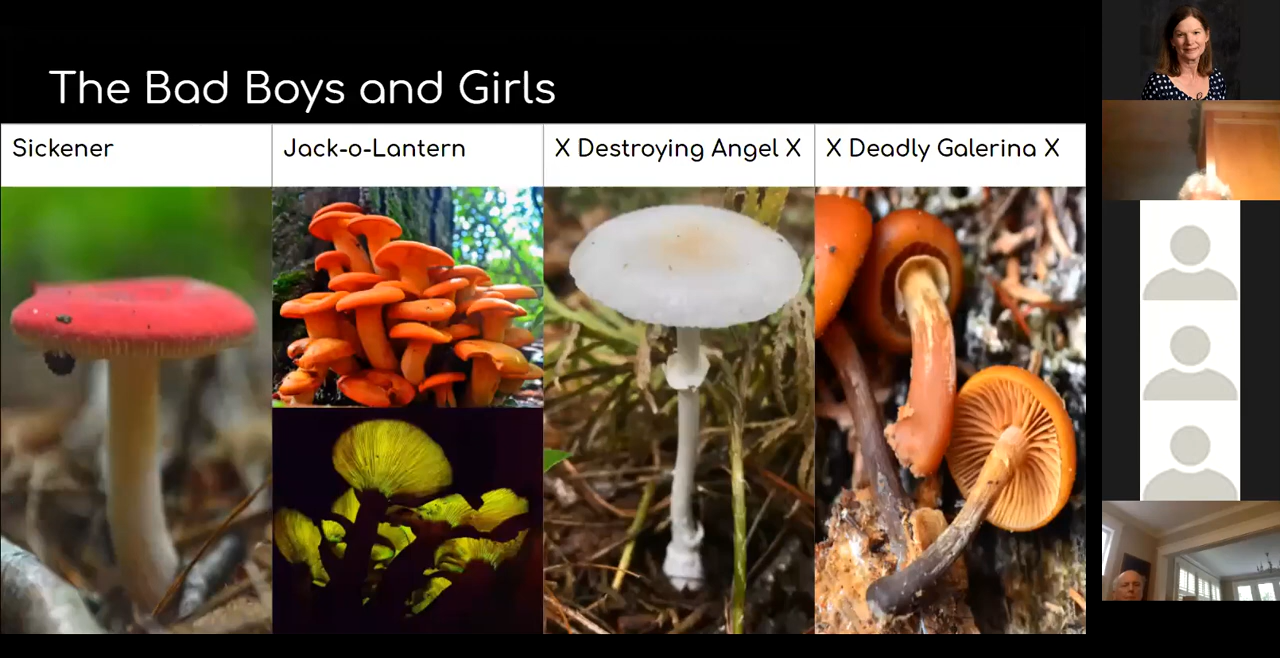 The Bad Boys and Girls
Sickener
Jack-o-Lantern
X Destroying Angel X
X Deadly Galerina X